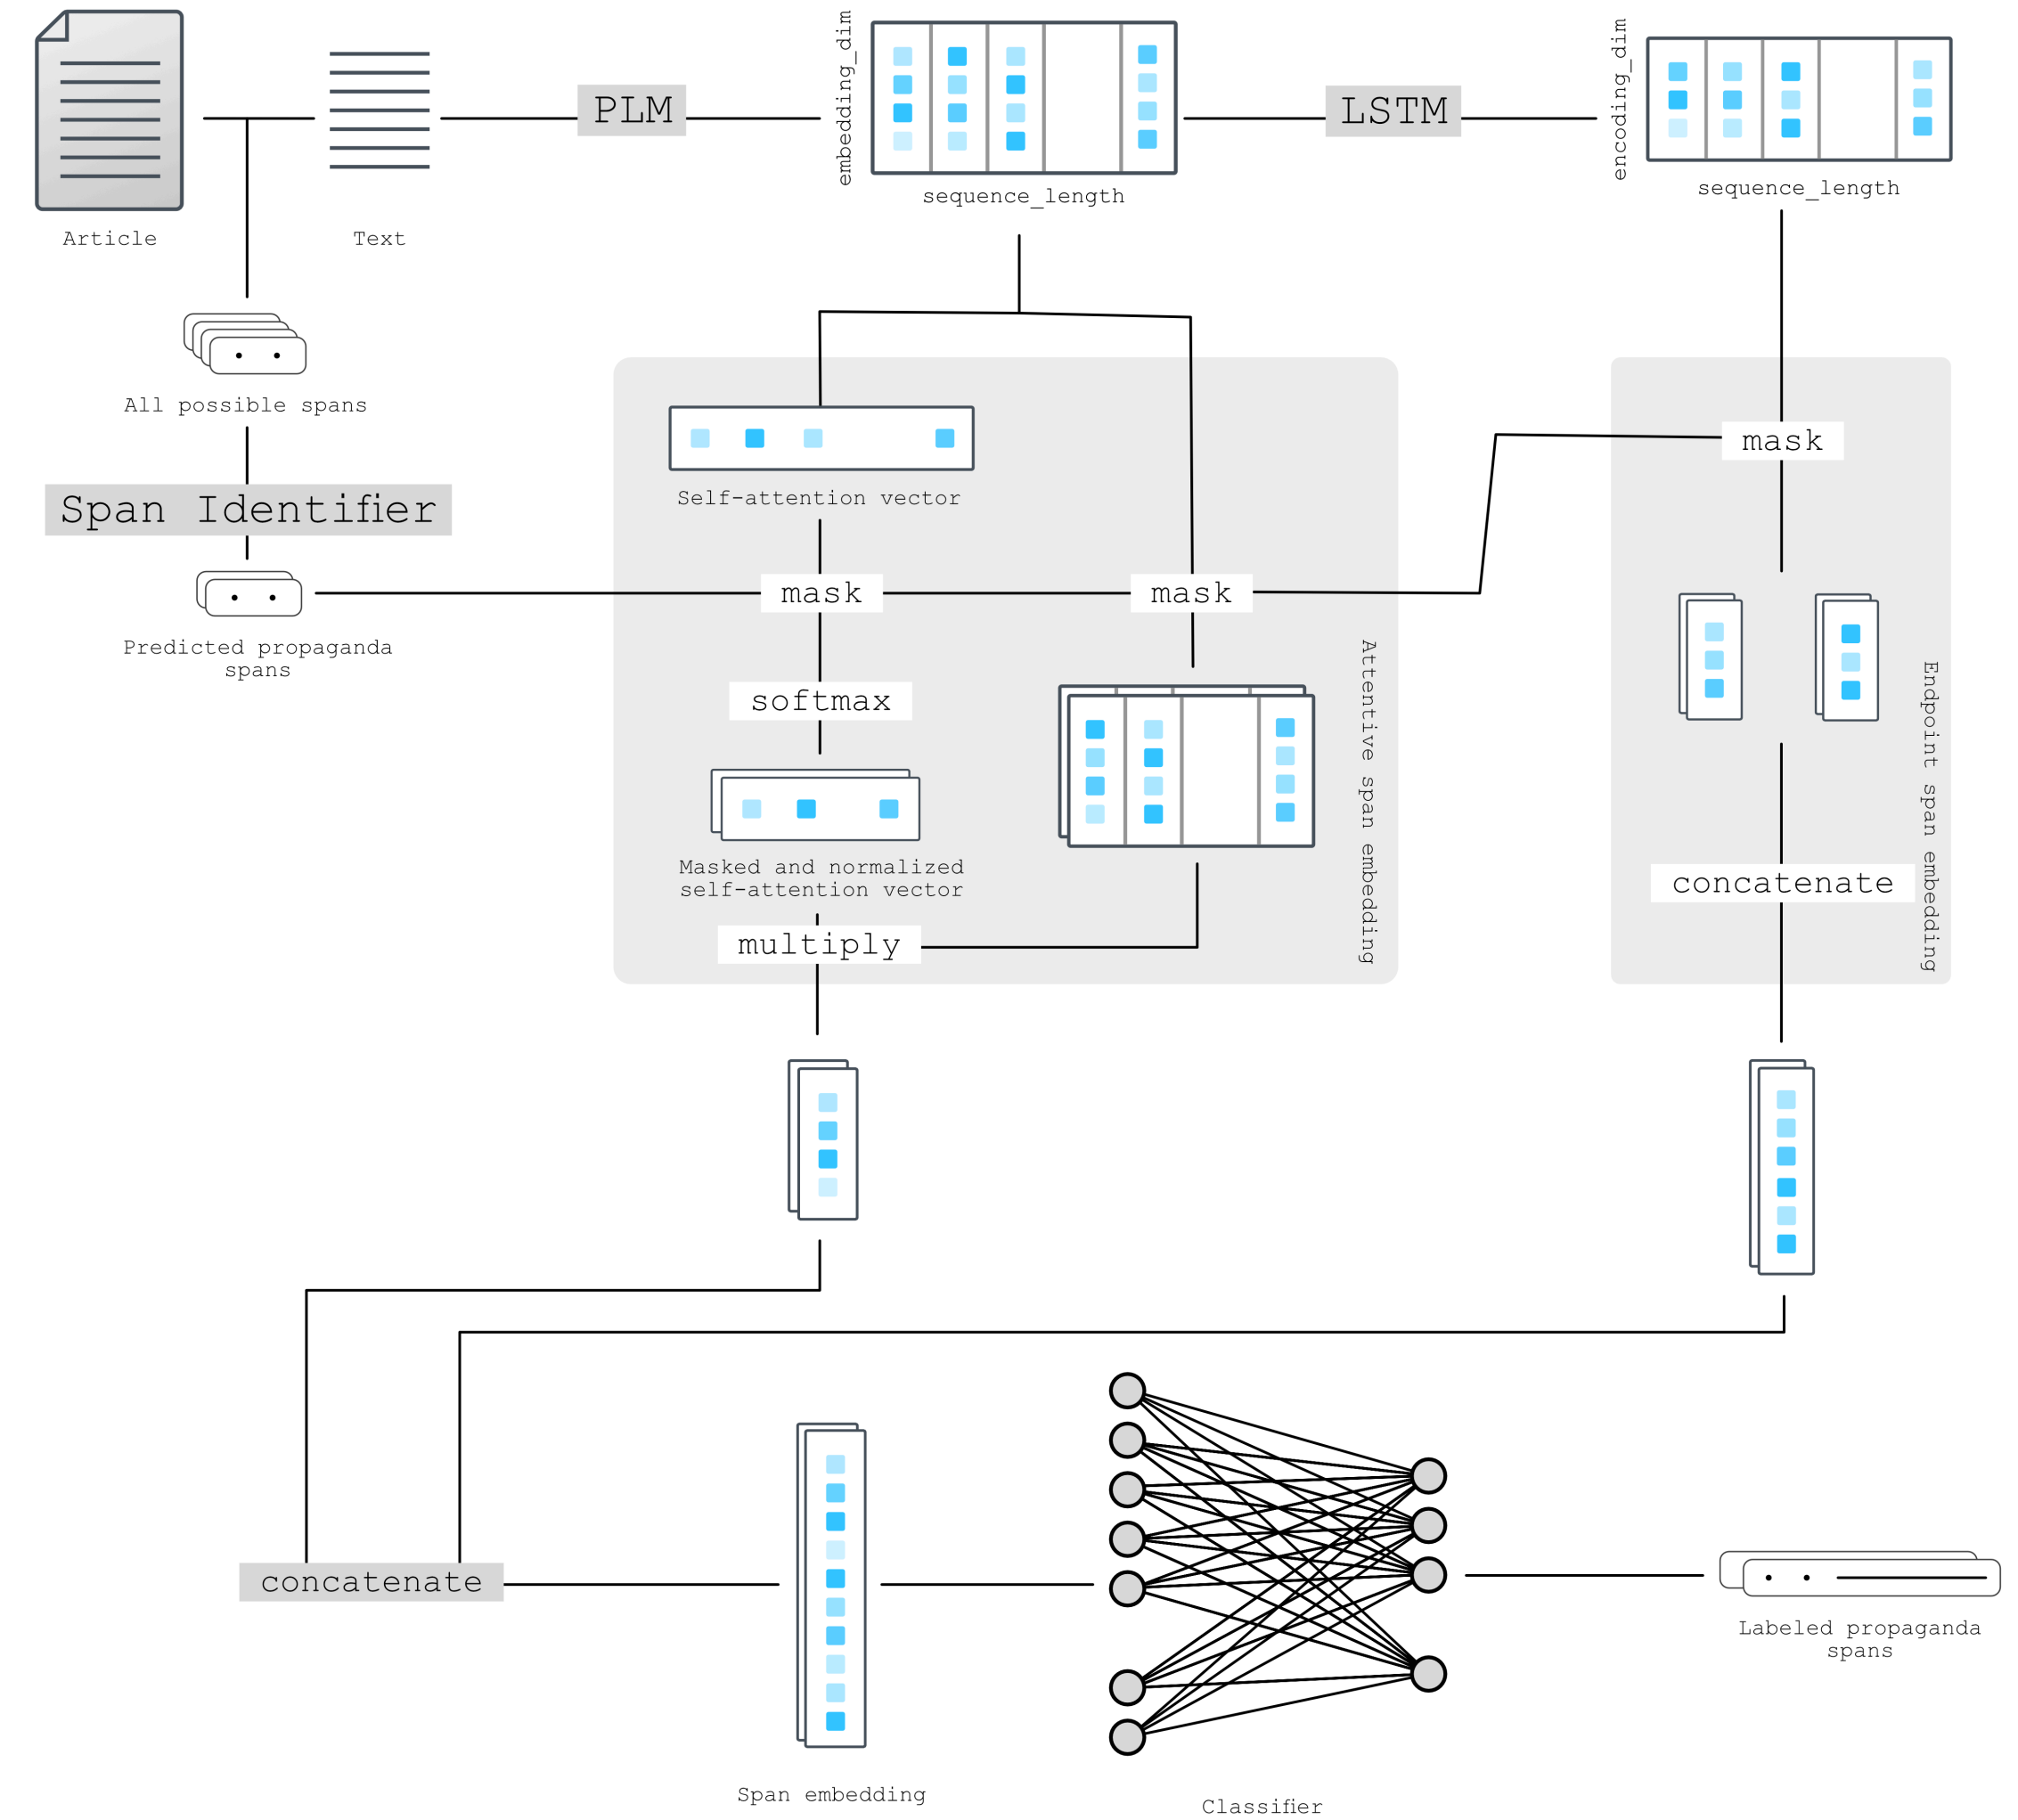 embedding_dim
encoding_dim
PLM
LSTM
sequence_length
sequence_length
Article
Text
All possible spans
mask
Self-attention vector
Span Identifier
mask
mask
Predicted propaganda
spans
softmax
Attentive span embedding
Endpoint span embedding
Masked and normalized
self-attention vector
concatenate
multiply
concatenate
Labeled propaganda
spans
Span embedding
Classifier